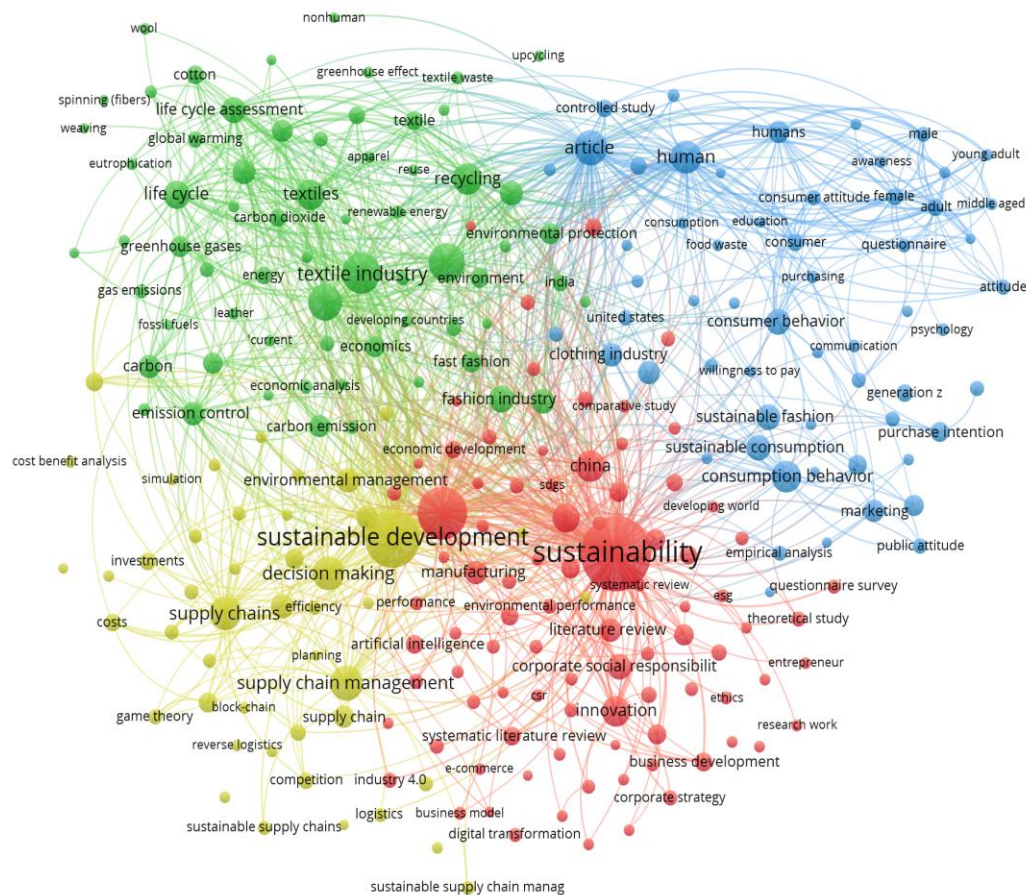 nonhuman
wool
upcycling
cotton
greenhouse effect
textile waste
spinning (fibers)
life cycle assessment
controlled study
weaving
global warming
textile
humans
male
article
human
young adult
eutrophication
apparel
awareness
reuse
recycling
life cycle
textiles
consumer attitude
female
adult
middle aged
carbon dioxide
renewable energy
consumption
education
environmental protection
greenhouse gases
food waste
consumer
questionnaire
textile industry
environment
energy
purchasing
india
gas emissions
attitude
leather
fossil fuels
developing countries
united states
consumer behavior
psychology
current
economics
communication
fast fashion
clothing industry
carbon
willingness to pay
economic analysis
generation z
fashion industry
comparative study
emission control
sustainable fashion
carbon emission
purchase intention
economic development
sustainable consumption
cost benefit analysis
china
simulation
environmental management
sdgs
consumption behavior
developing world
marketing
sustainable development
public attitude
sustainability
empirical analysis
investments
decision making
manufacturing
systematic review
questionnaire survey
esg
supply chains
efficiency
performance
environmental performance
theoretical study
costs
literature review
artificial intelligence
planning
entrepreneur
corporate social responsibilit
supply chain management
csr
ethics
block-chain
game theory
supply chain
innovation
research work
systematic literature review
reverse logistics
business development
e-commerce
competition
industry 4.0
corporate strategy
logistics
business model
sustainable supply chains
digital transformation
sustainable supply chain manag